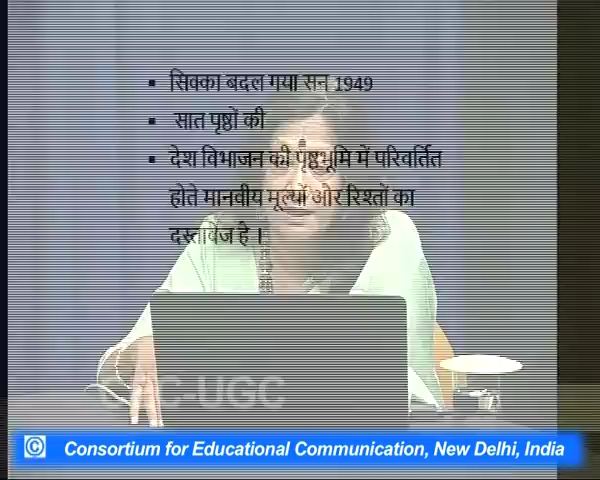 ▪ सिक्का बदल गया सन 1949
▪ सात पृष्ठों की
▪ देश विभाजन की पृष्ठभूमि में परिवर्तित
होते मानवीय मूल्यों और रिश्तों का
दस्तावेज है ।
CEC-UGC
© Consortium for Educational Communication, New Delhi, India